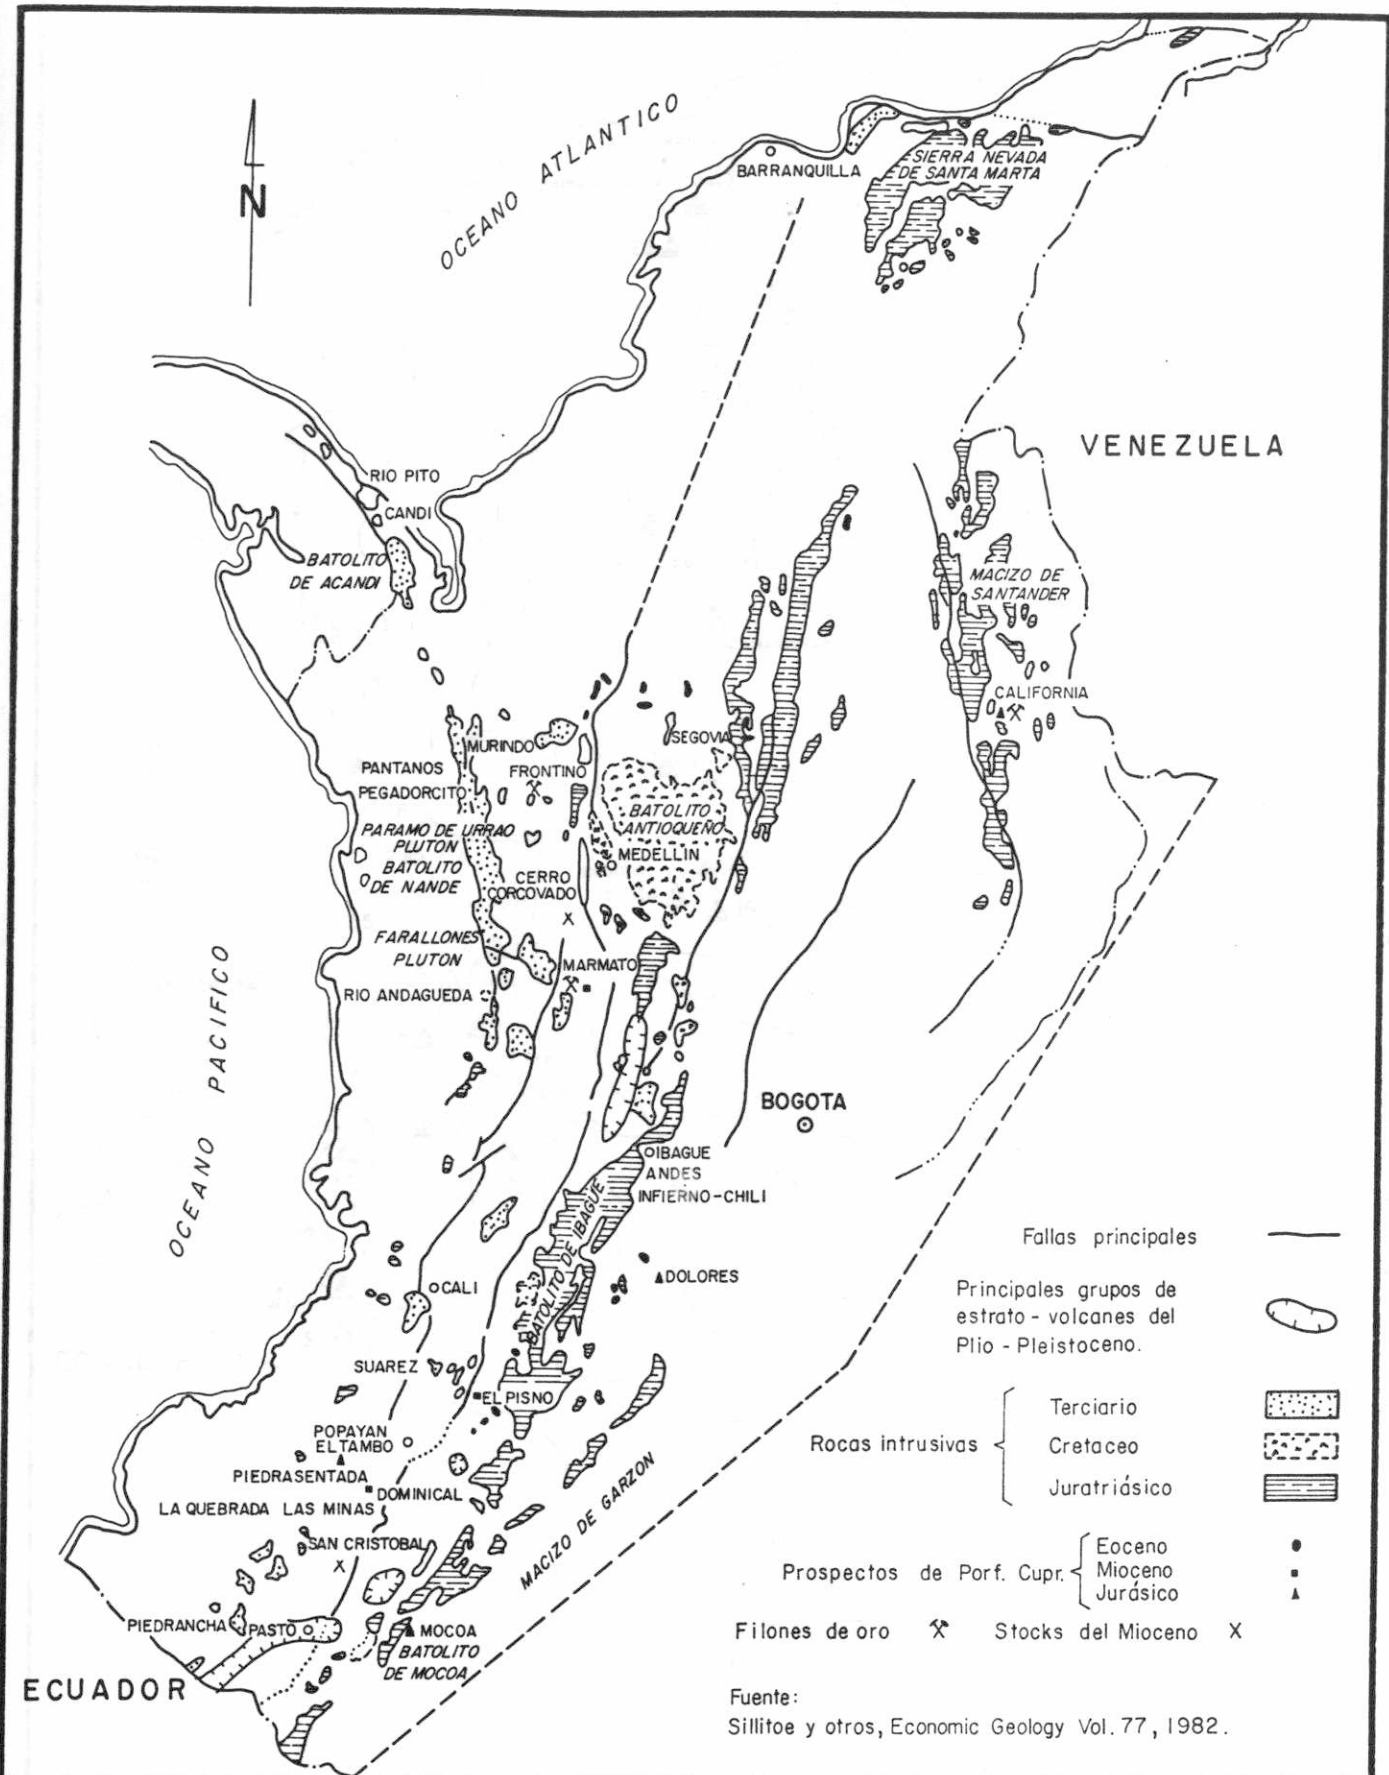 OCEANO ATLANTICO
N
BARRANQUILLA
SIERRA NEVADA
DE SANTA MARTA
VENEZUELA
RIO PITO
CANDI
BATOLITO
DE ACANDI
MACIZO DE
SANTANDER
CALIFORNIA
MURINDO
SEGOVIA
PANTANOS
PEGADORCITO
FRONTINO
BATOLITO
ANTIOQUEÑO
PARAMO DE URRAO
PLUTON
BATOLITO
DE NANDE
MEDELLIN
CERRO
CORCOVADO
FARALLONES
PLUTON
MARMATO
RIO ANDAGUEDA
OCEANO PACIFICO
BOGOTA
IBAGUE
ANDES
INFIERNO-CHILI
BATOLITO DE IBAGUE
DOLORES
CALI
SUAREZ
EL PISNO
POPAYAN
EL TAMBO
PIEDRASENTADA
DOMINICAL
LA QUEBRADA LAS MINAS
SAN CRISTOBAL
MACIZO DE GARZON
PIEDRANCHA
PASTO
MOCOA
BATOLITO
DE MOCOA
ECUADOR
Fallas principales
Principales grupos de
estrato-volcanes del
Plio-Pleistoceno.
Rocas intrusivas
Terciario
Cretaceo
Juratriásico
Prospectos de Porf. Cupr.
Eoceno
Mioceno
Jurásico
Filones de oro
Stocks del Mioceno X
Fuente:
Sillitoe y otros, Economic Geology Vol. 77, 1982.